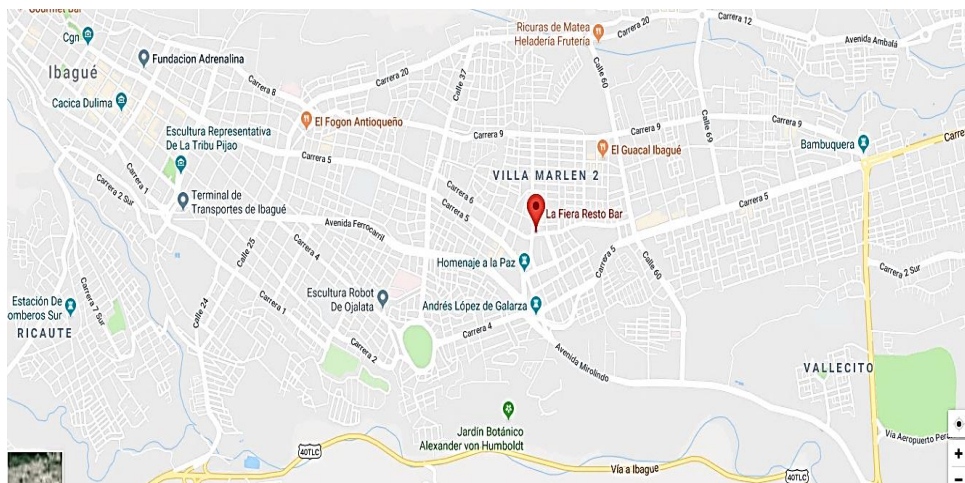 Gourmet Bar
Cgn
Ibagué
Cacica Dulima
Fundacion Adrenalina
Carrera 8
Carrera 20
Calle 37
Ricuras de Matea
Heladería Frutería
Carrera 20
Carrera 12
Avenida Ambalá
Calle 60
Escultura Representativa
De La Tribu Pijao
El Fogon Antioqueño
Carrera 9
Carrera 9
Calle 69
Carrera 9
Bambuquera
Carre
El Guacal Ibagué
Carrera 5
VILLA MARLEN 2
Carrera 1
Carrera 2 Sur
Terminal de
Transportes de Ibagué
Carrera 6
Carrera 5
La Fiera Resto Bar
Carrera 5
Avenida Ferrocarril
Calle 25
Carrera 4
Homenaje a la Paz
Carrera 5
Calle 60
Carrera 2 Sur
Estación De
omberos Sur
RICAUTE
Carrera 7 Sur
Calle 24
Carrera 1
Escultura Robot
De Ojalata
Andrés López de Galarza
Carrera 4
Carrera 2
Avenida Mirolindo
VALLECITO
Jardín Botánico
Alexander von Humboldt
Vía Aeropuerto Pera
40TLC
Vía a Ibague
40TLC
+
−